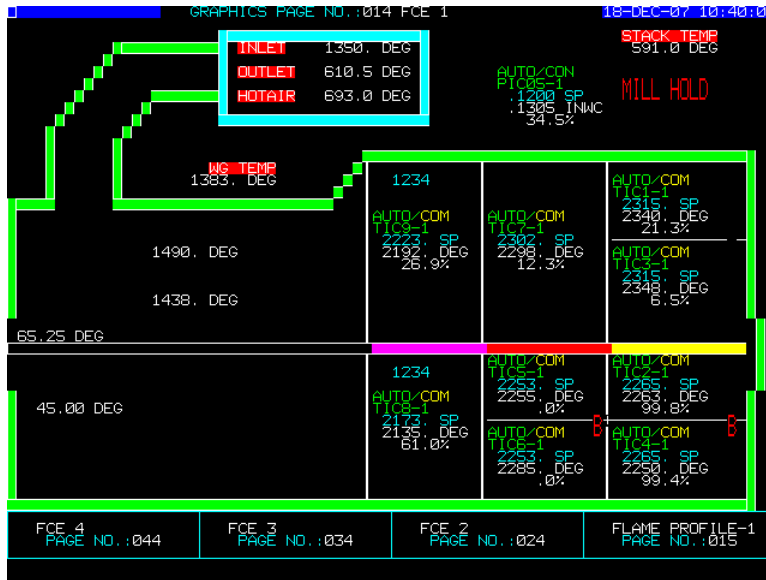 GRAPHICS PAGE NO.:014 FCE 1
18-DEC-07 10:40:0
INLET 1350. DEG
OUTLET 610.5 DEG
HOTAIR 693.0 DEG
AUTO/CON
PIC05-1
.1200 SP
.1305 INWC
34.5%
STACK TEMP
591.0 DEG
MILL HOLD
WG TEMP
1383. DEG
1490. DEG
1438. DEG
65.25 DEG
45.00 DEG
1234
AUTO/COM
TIC9-1
2223. SP
2192. DEG
26.9%
AUTO/COM
TIC7-1
2302. SP
2298. DEG
12.3%
AUTO/COM
TIC1-1
2315. SP
2340. DEG
21.3%
AUTO/COM
TIC3-1
2315. SP
2348. DEG
6.5%
1234
AUTO/COM
TIC8-1
2173. SP
2135. DEG
61.0%
AUTO/COM
TIC5-1
2253. SP
2255. DEG
.0%
B
AUTO/COM
TIC6-1
2253. SP
2285. DEG
.0%
AUTO/COM
TIC2-1
2265. SP
2263. DEG
99.8%
B
AUTO/COM
TIC4-1
2265. SP
2250. DEG
99.4%
FCE 4
PAGE NO.:044
FCE 3
PAGE NO.:034
FCE 2
PAGE NO.:024
FLAME PROFILE-1
PAGE NO.:015